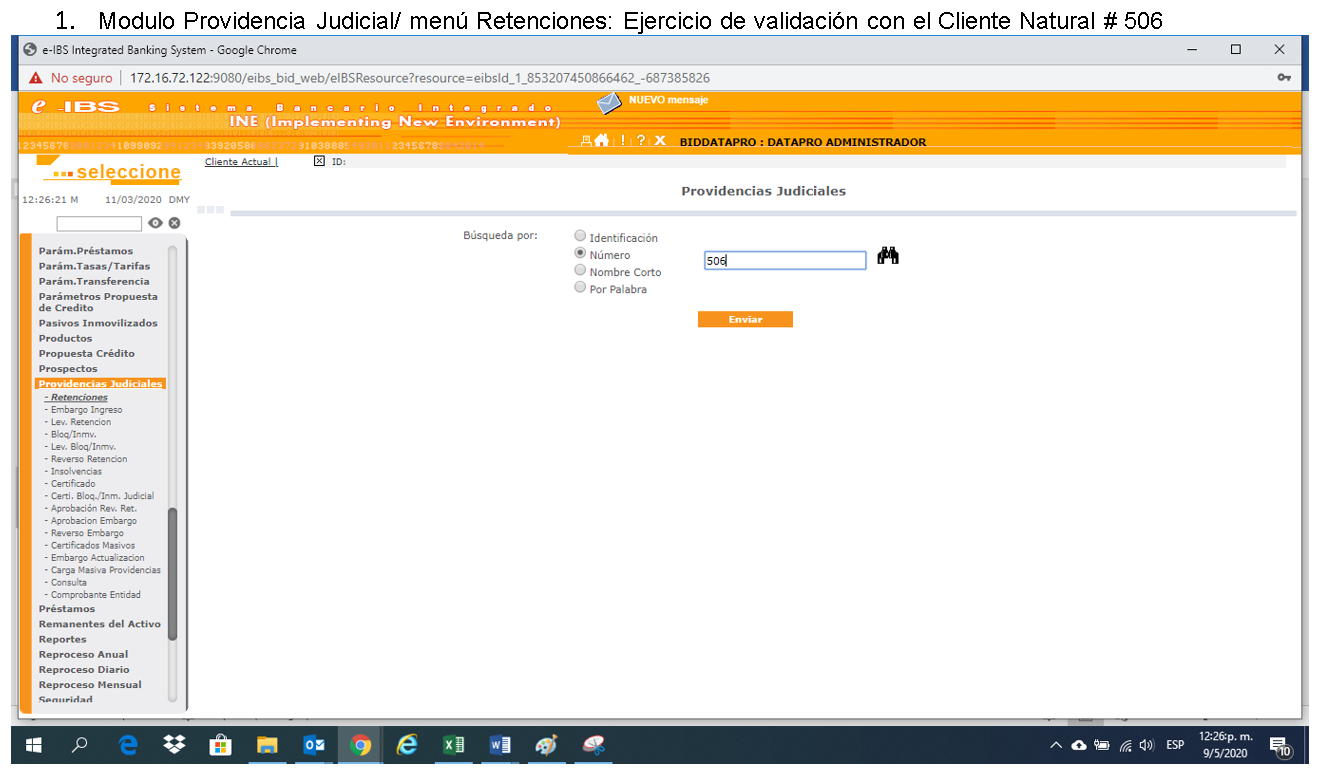 1. Modulo Providencia Judicial/ menú Retenciones: Ejercicio de validación con el Cliente Natural # 506
e-IBS Integrated Banking System - Google Chrome
No seguro | 172.16.72.122:9080/eibs_bid_web/eIBSResource?resource=eibsId_1_853207450866462_-687385826
e -IBS Sistema Bancario Integrado
INE (Implementing New Environment)
NUEVO mensaje
! ? X BIDDATAPRO : DATAPRO ADMINISTRADOR
...seleccione
Cliente Actual | ID:
12:26:21 M 11/03/2020 DMY
Providencias Judiciales
Búsqueda por:
Identificación
Número
Nombre Corto
Por Palabra
506
Enviar
Parám.Préstamos
Parám.Tasas/Tarifas
Parám.Transferencia
Parámetros Propuesta
de Credito
Pasivos Inmovilizados
Productos
Propuesta Crédito
Prospectos
Providencias Judiciales
- Retenciones
- Embargo Ingreso
- Lev. Retencion
- Bloq/Inmv.
- Lev. Bloq/Inmv.
- Reverso Retencion
- Insolvencias
- Certificado
- Certi. Bloq./Inm. Judicial
- Aprobación Rev. Ret.
- Aprobacion Embargo
- Reverso Embargo
- Certificados Masivos
- Embargo Actualizacion
- Carga Masiva Providencias
- Consulta
- Comprobante Entidad
Préstamos
Remanentes del Activo
Reportes
Reproceso Anual
Reproceso Diario
Reproceso Mensual
Seguridad
ESP
12:26 p. m.
9/5/2020
10